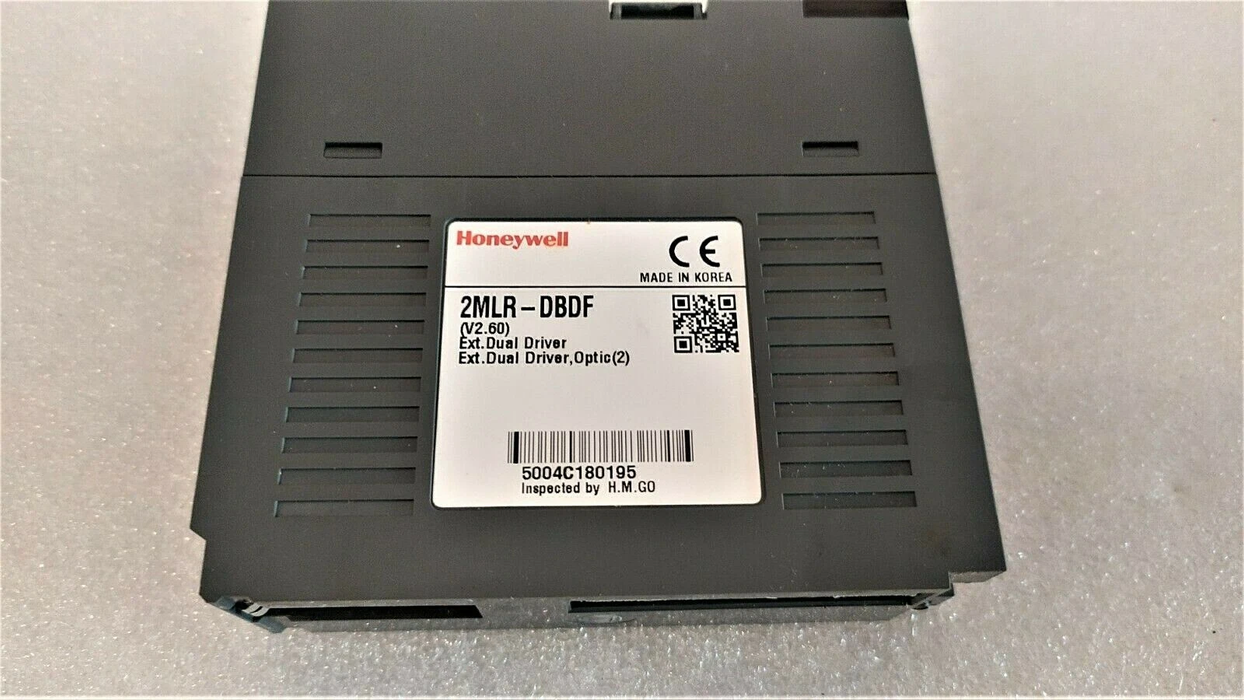 Honeywell
CE
MADE IN KOREA
2MLR-DBDF
(V2.60)
Ext.Dual Driver
Ext.Dual Driver,Optic(2)
5004C180195
Inspected by H.M.GO